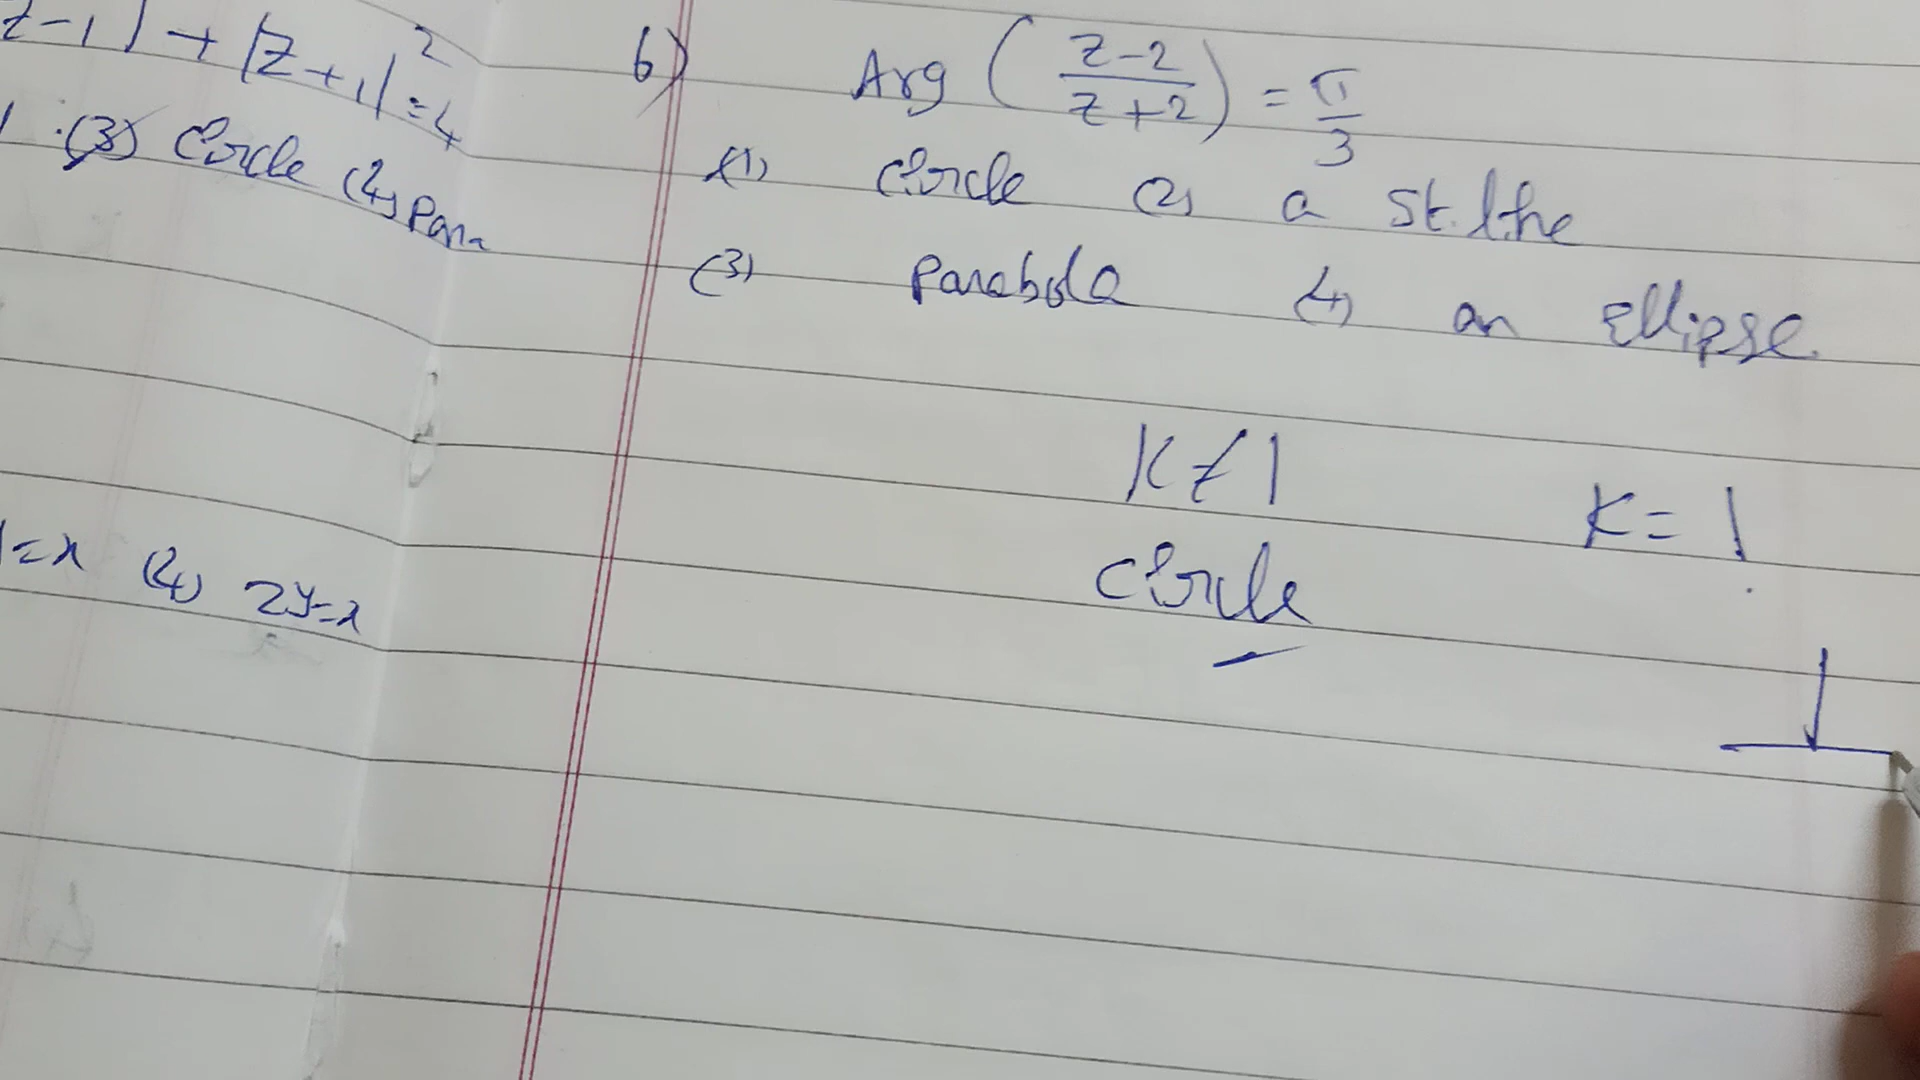 z-1| + |z+1|² = 4
(3) Circle (4) Para
=x (4) 2y=x
6) Arg (z-2/z+2) = π/3
(1) Circle (2) a st.line
(3) Parabola (4) an Ellipse
K≠1 K=1
Circle